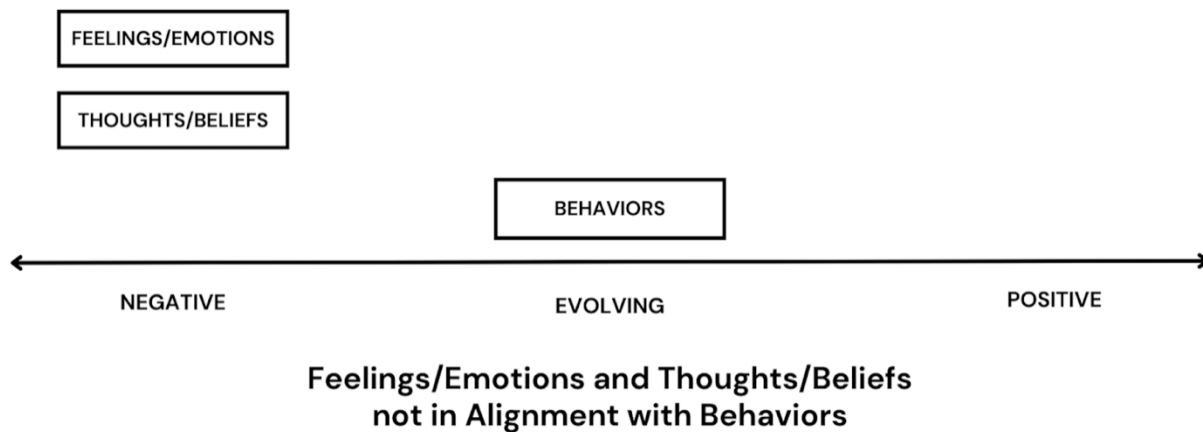 FEELINGS/EMOTIONS
THOUGHTS/BELIEFS
BEHAVIORS
NEGATIVE
EVOLVING
POSITIVE
Feelings/Emotions and Thoughts/Beliefs
not in Alignment with Behaviors